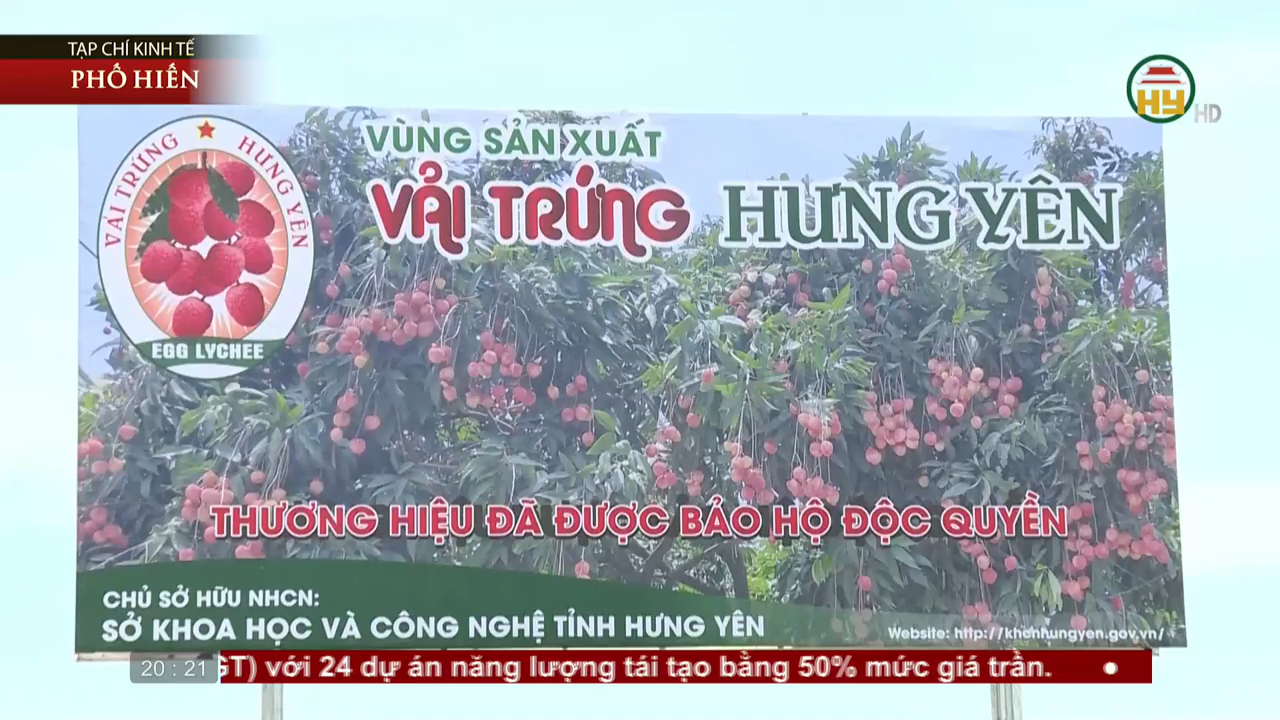 TẠP CHÍ KINH TẾ
PHỐ HIẾN
HY HD
VẢI TRỨNG ★ HƯNG YÊN
EGG LYCHEE
VÙNG SẢN XUẤT
VẢI TRỨNG HƯNG YÊN
THƯƠNG HIỆU ĐÃ ĐƯỢC BẢO HỘ ĐỘC QUYỀN
CHỦ SỞ HỮU NHCN:
SỞ KHOA HỌC VÀ CÔNG NGHỆ TỈNH HƯNG YÊN
Website: http://khcnhungyen.gov.vn/
20 : 21 GT) với 24 dự án năng lượng tái tạo bằng 50% mức giá trần.